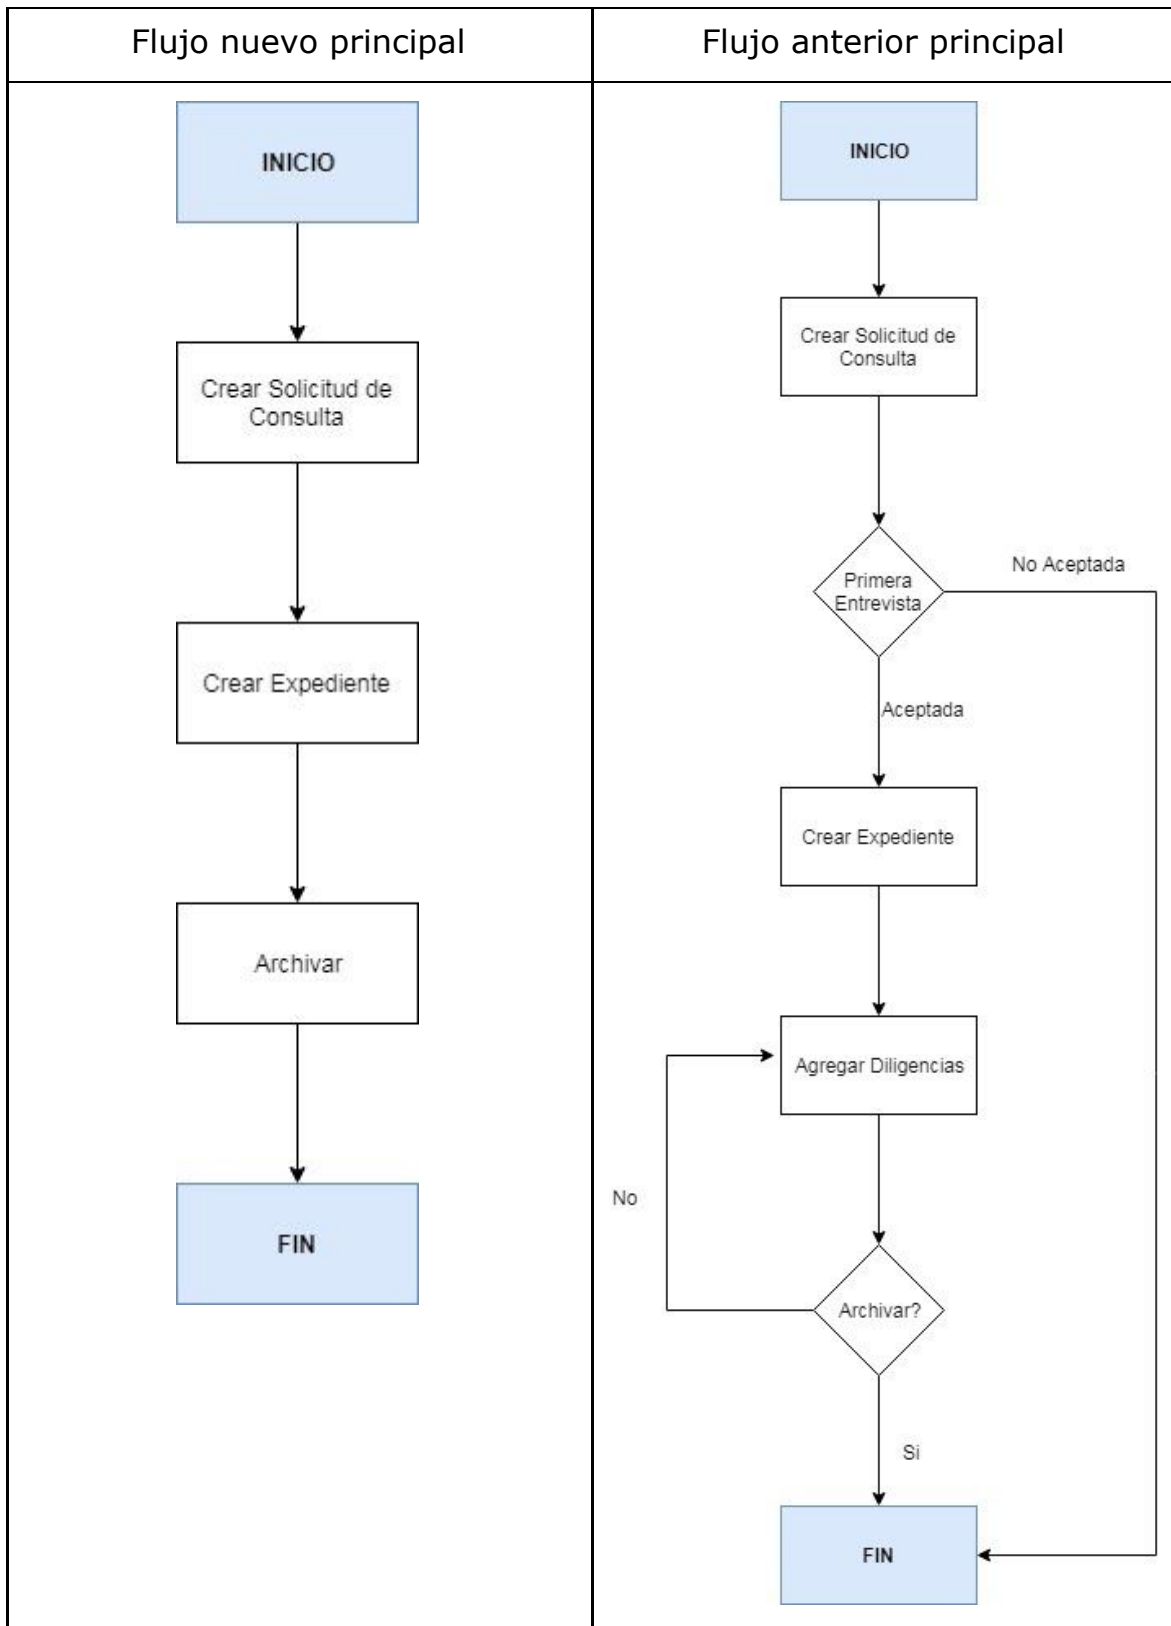 Flujo nuevo principal
Flujo anterior principal
INICIO
Crear Solicitud de
Consulta
Crear Expediente
Archivar
FIN
INICIO
Crear Solicitud de
Consulta
Primera
Entrevista
No Aceptada
Aceptada
Crear Expediente
Agregar Diligencias
No
Archivar?
Si
FIN